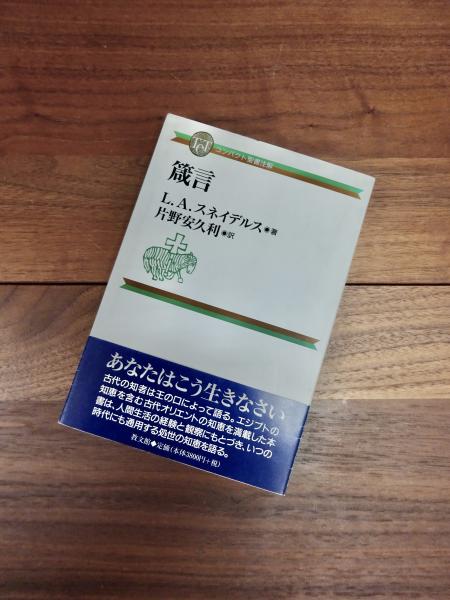 TCT
コンパクト聖書注解
箴言
L.A.スネイデルス◉著
片野安久利◉訳
あなたはこう生きなさい
古代の知者は王の口によって語る。エジプトの
知恵を含む古代オリエントの知恵を満載した本
書は、人間生活の経験と観察にもとづき、いつの
時代にも通用する処世の知恵を語る。
教文館◆定価(本体3800円+税)